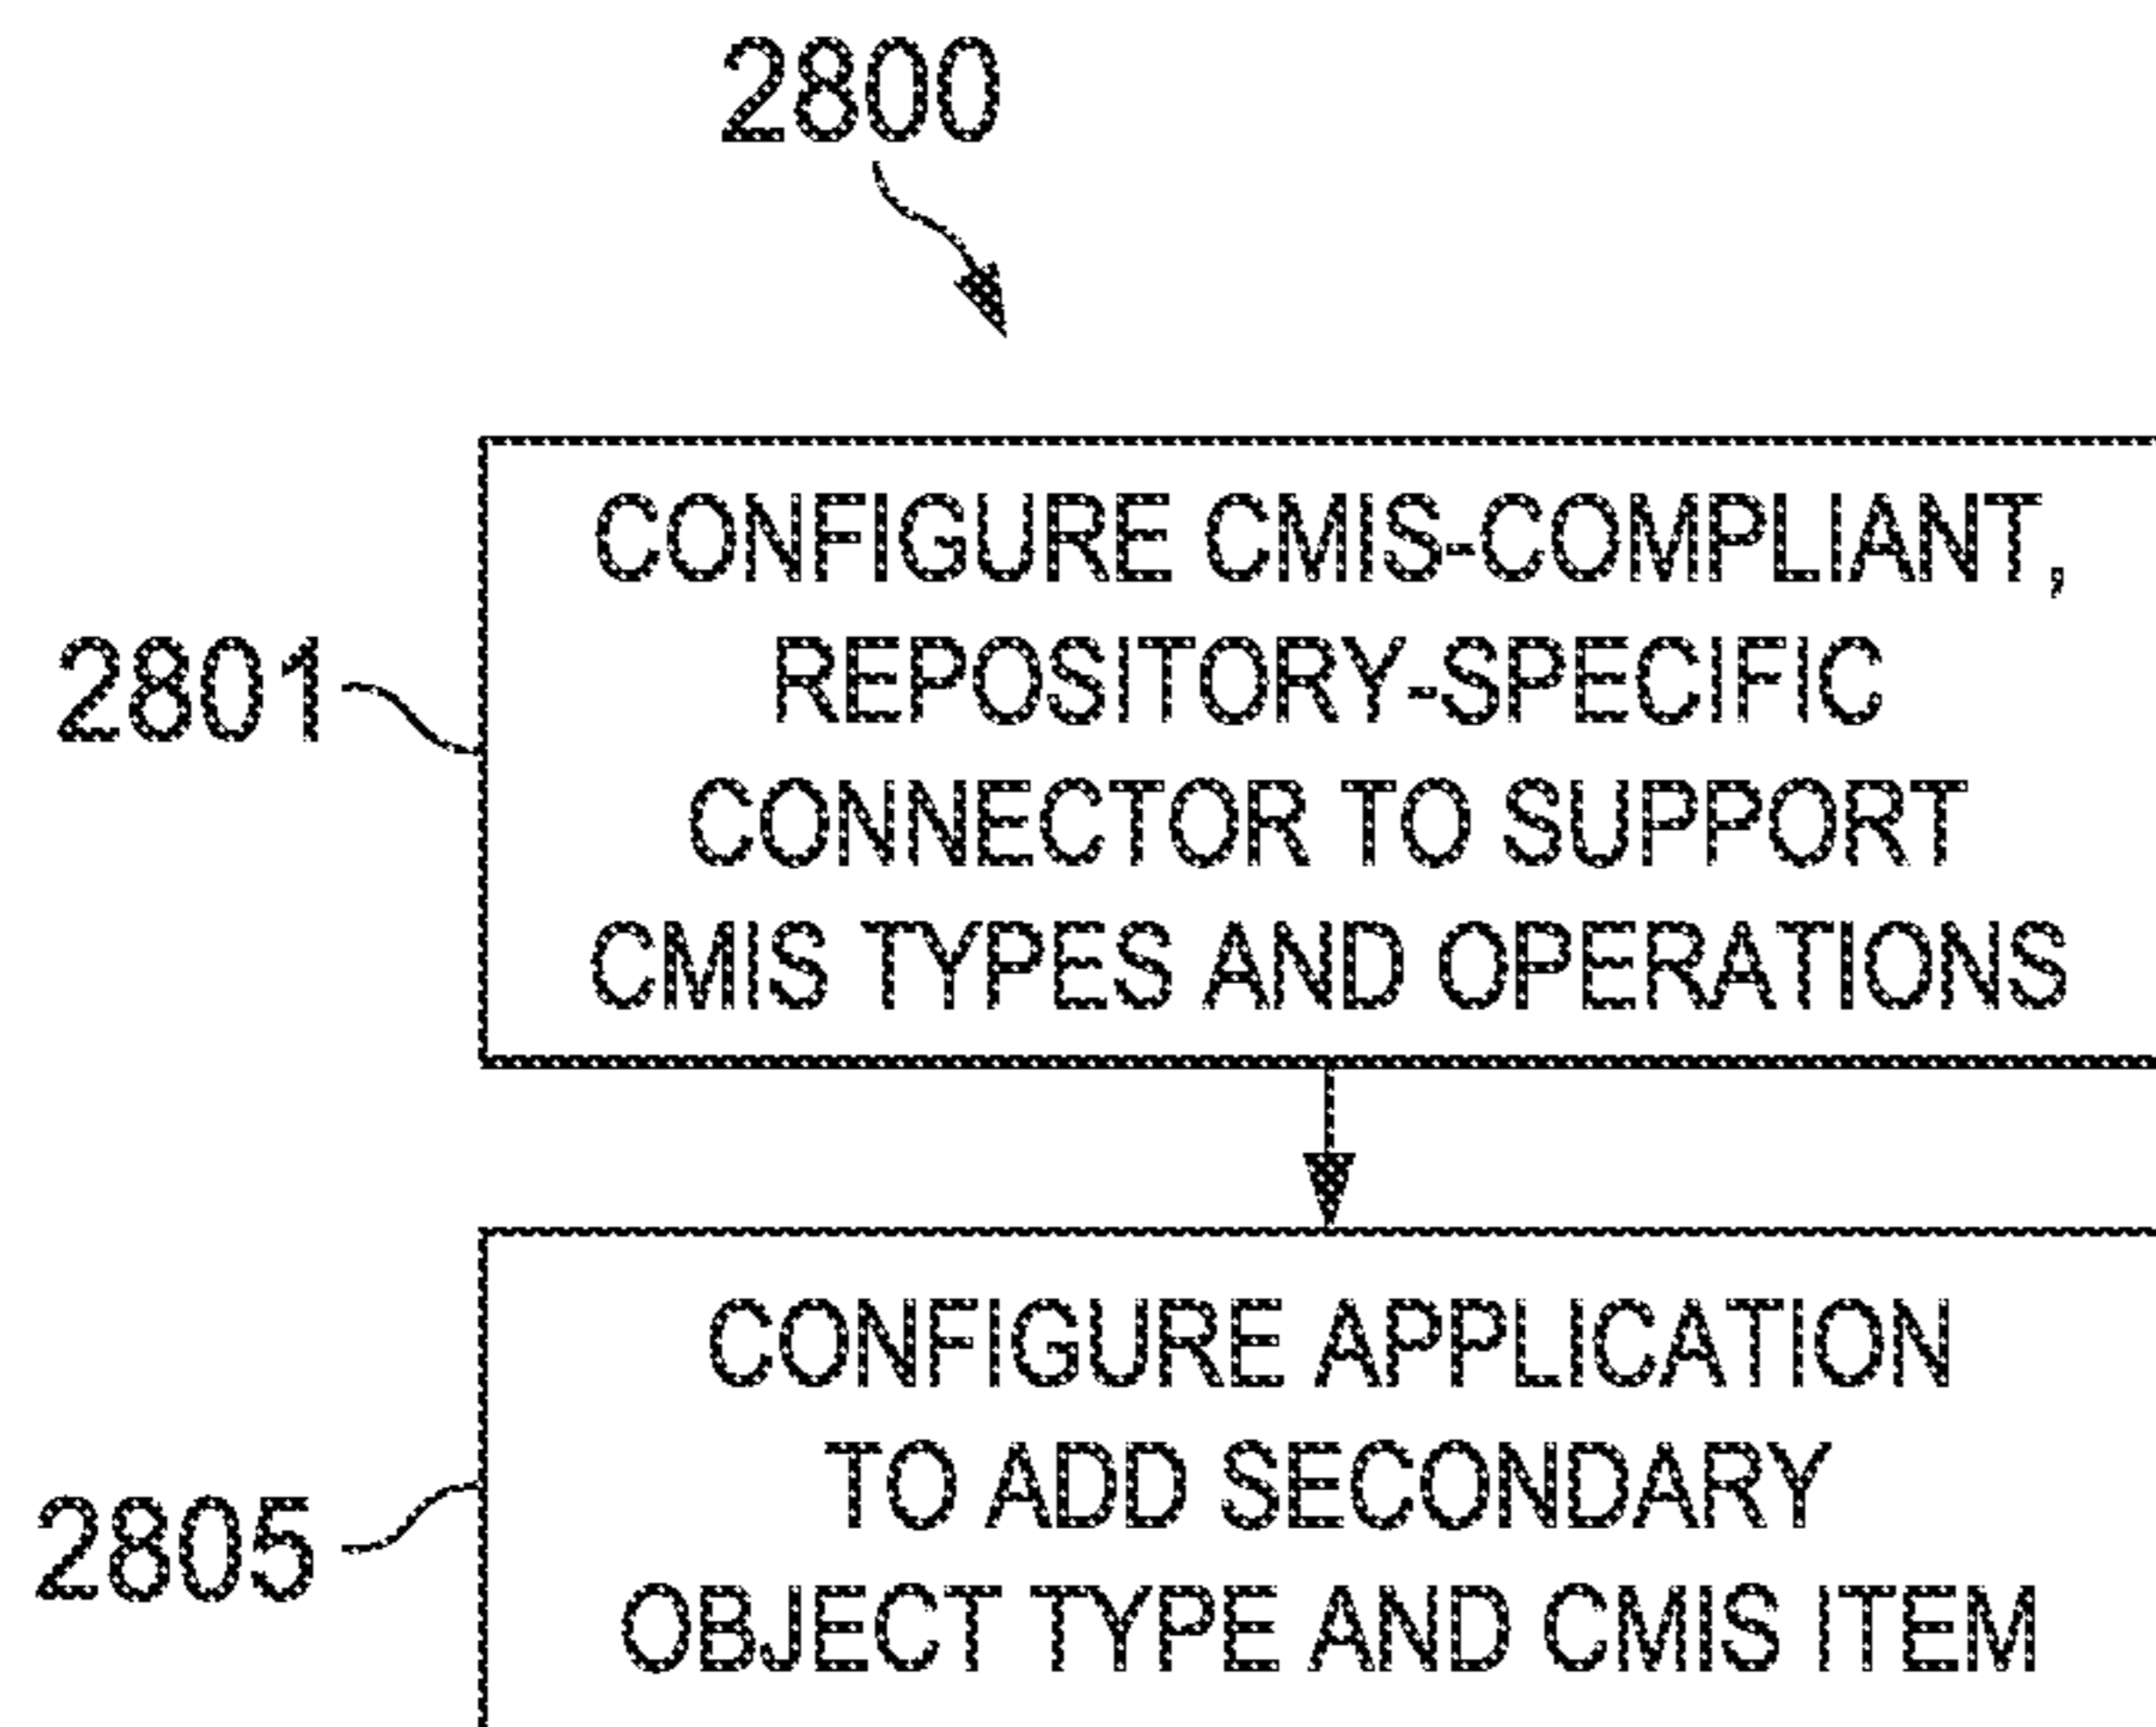 2800
CONFIGURE CMIS-COMPLIANT,
REPOSITORY-SPECIFIC
CONNECTOR TO SUPPORT
CMIS TYPES AND OPERATIONS
2801
CONFIGURE APPLICATION
TO ADD SECONDARY
OBJECT TYPE AND CMIS ITEM
2805